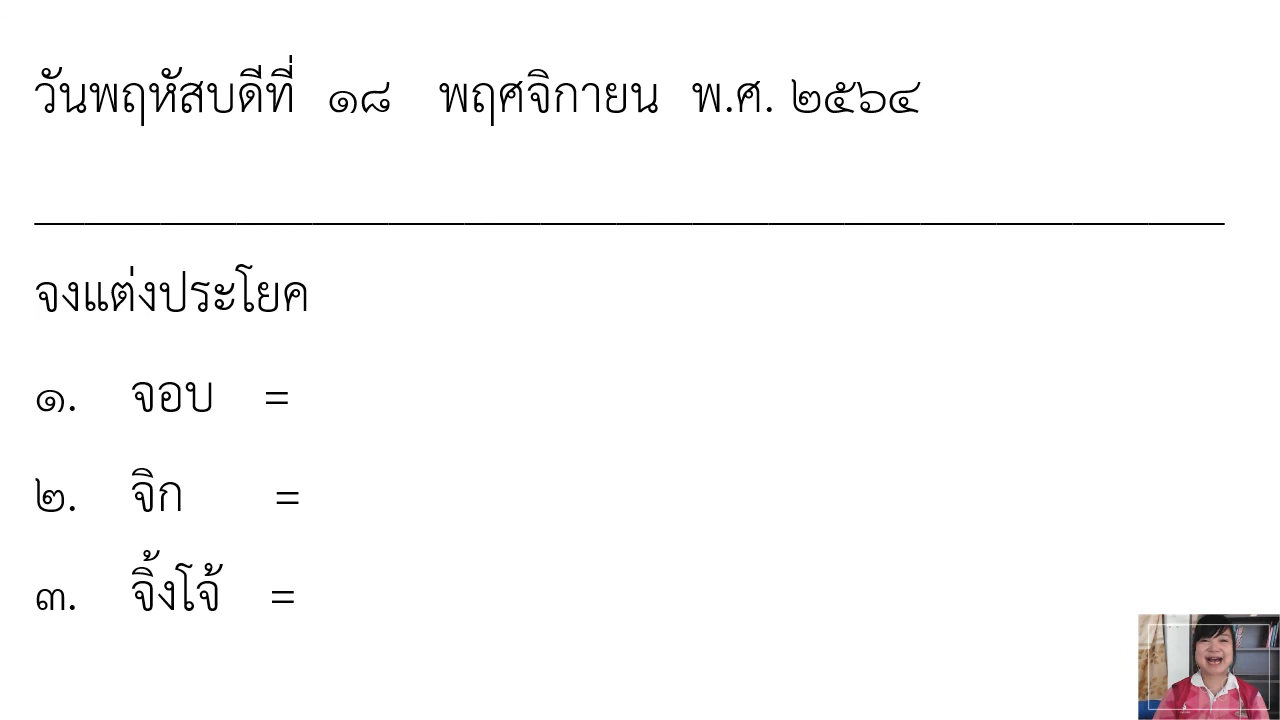 วันพฤหัสบดีที่ ๑๘ พฤศจิกายน พ.ศ. ๒๕๖๔
จงแต่งประโยค
๑. จอบ =
๒. จิก =
๓. จิ้งโจ้ =